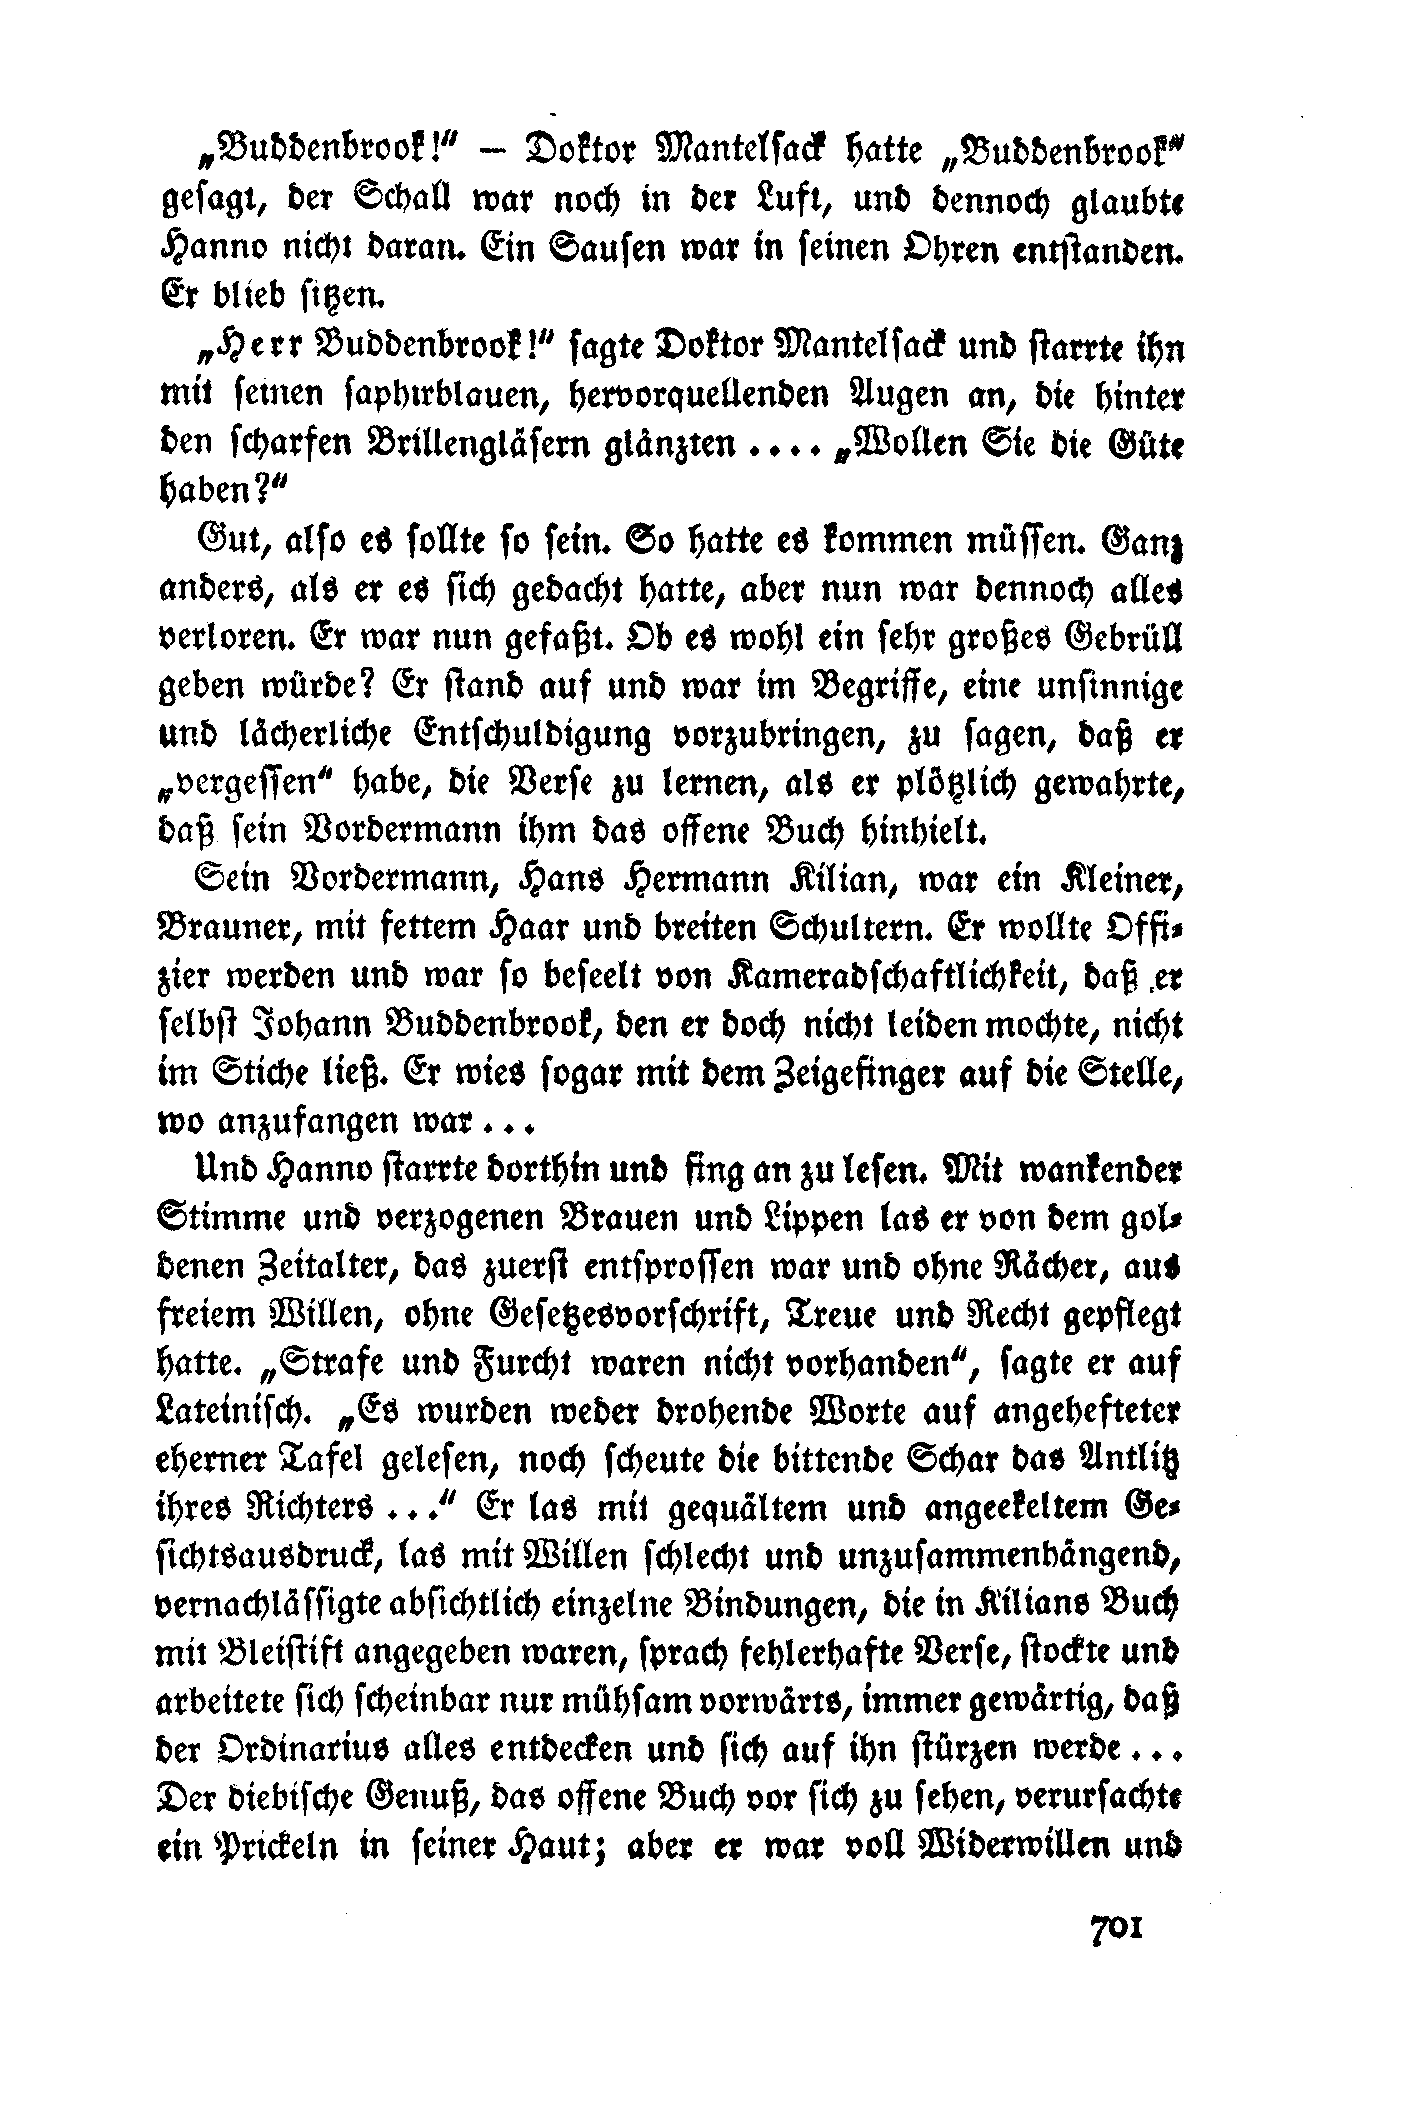 „Buddenbrook!“ — Doktor Mantelsack hatte „Buddenbrook“
gesagt, der Schall war noch in der Luft, und dennoch glaubte
Hanno nicht daran. Ein Sausen war in seinen Ohren entstanden.
Er blieb sitzen.
„Herr Buddenbrook!“ sagte Doktor Mantelsack und starrte ihn
mit seinen saphirblauen, hervorquellenden Augen an, die hinter
den scharfen Brillengläsern glänzten .... „Wollen Sie die Güte
haben?“
Gut, also es sollte so sein. So hatte es kommen müssen. Ganz
anders, als er es sich gedacht hatte, aber nun war dennoch alles
verloren. Er war nun gefaßt. Ob es wohl ein sehr großes Gebrüll
geben würde? Er stand auf und war im Begriffe, eine unsinnige
und lächerliche Entschuldigung vorzubringen, zu sagen, daß er
„vergessen“ habe, die Verse zu lernen, als er plötzlich gewahrte,
daß sein Vordermann ihm das offene Buch hinhielt.
Sein Vordermann, Hans Hermann Kilian, war ein Kleiner,
Brauner, mit fettem Haar und breiten Schultern. Er wollte Offi-
zier werden und war so beseelt von Kameradschaftlichkeit, daß er
selbst Johann Buddenbrook, den er doch nicht leiden mochte, nicht
im Stiche ließ. Er wies sogar mit dem Zeigefinger auf die Stelle,
wo anzufangen war ...
Und Hanno starrte dorthin und fing an zu lesen. Mit wankender
Stimme und verzogenen Brauen und Lippen las er von dem gol-
denen Zeitalter, das zuerst entsprossen war und ohne Rächer, aus
freiem Willen, ohne Gesetzesvorschrift, Treue und Recht gepflegt
hatte. „Strafe und Furcht waren nicht vorhanden“, sagte er auf
Lateinisch. „Es wurden weder drohende Worte auf angehefteter
eherner Tafel gelesen, noch scheute die bittende Schar das Antlitz
ihres Richters ...“ Er las mit gequältem und angeekeltem Ge-
sichtsausdruck, las mit Willen schlecht und unzusammenhängend,
vernachlässigte absichtlich einzelne Bindungen, die in Kilians Buch
mit Bleistift angegeben waren, sprach fehlerhafte Verse, stockte und
arbeitete sich scheinbar nur mühsam vorwärts, immer gewärtig, daß
der Ordinarius alles entdecken und sich auf ihn stürzen werde ...
Der diebische Genuß, das offene Buch vor sich zu sehen, verursachte
ein Prickeln in seiner Haut; aber er war voll Widerwillen und
701